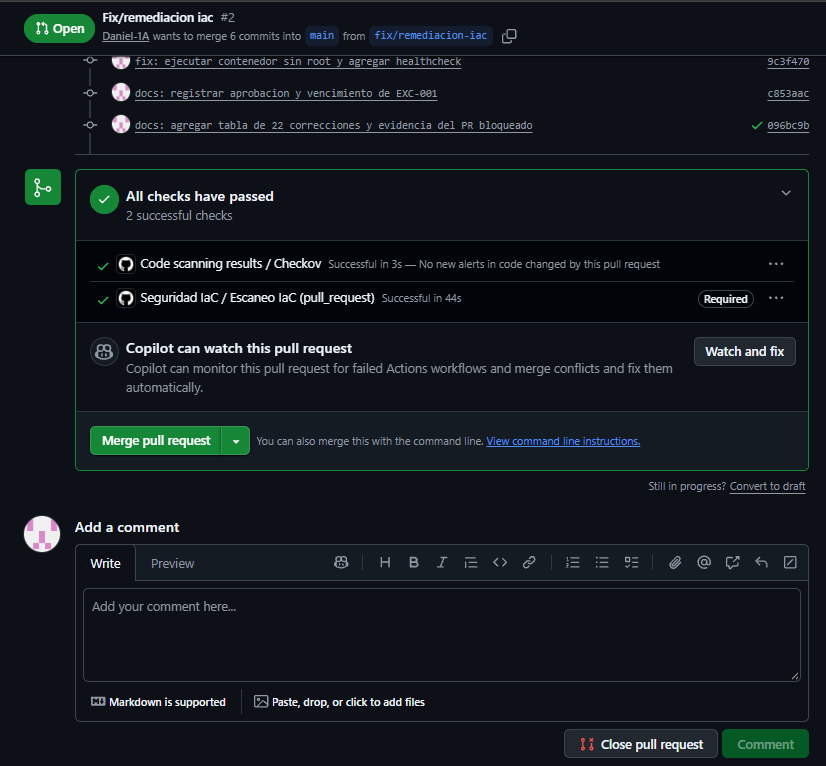 Open
Fix/remediacion iac #2
Daniel-1A wants to merge 6 commits into main from fix/remediacion-iac
fix: ejecutar contenedor sin root y agregar healthcheck 9c3f470
docs: registrar aprobacion y vencimiento de EXC-001 c853aac
docs: agregar tabla de 22 correcciones y evidencia del PR bloqueado 096bc9b
All checks have passed
2 successful checks
Code scanning results / Checkov Successful in 3s — No new alerts in code changed by this pull request
Seguridad IaC / Escaneo IaC (pull_request) Successful in 44s Required
Copilot can watch this pull request
Copilot can monitor this pull request for failed Actions workflows and merge conflicts and fix them
automatically.
Watch and fix
Merge pull request
You can also merge this with the command line. View command line instructions.
Still in progress? Convert to draft
Add a comment
Write Preview
Add your comment here...
Markdown is supported
Paste, drop, or click to add files
Close pull request
Comment